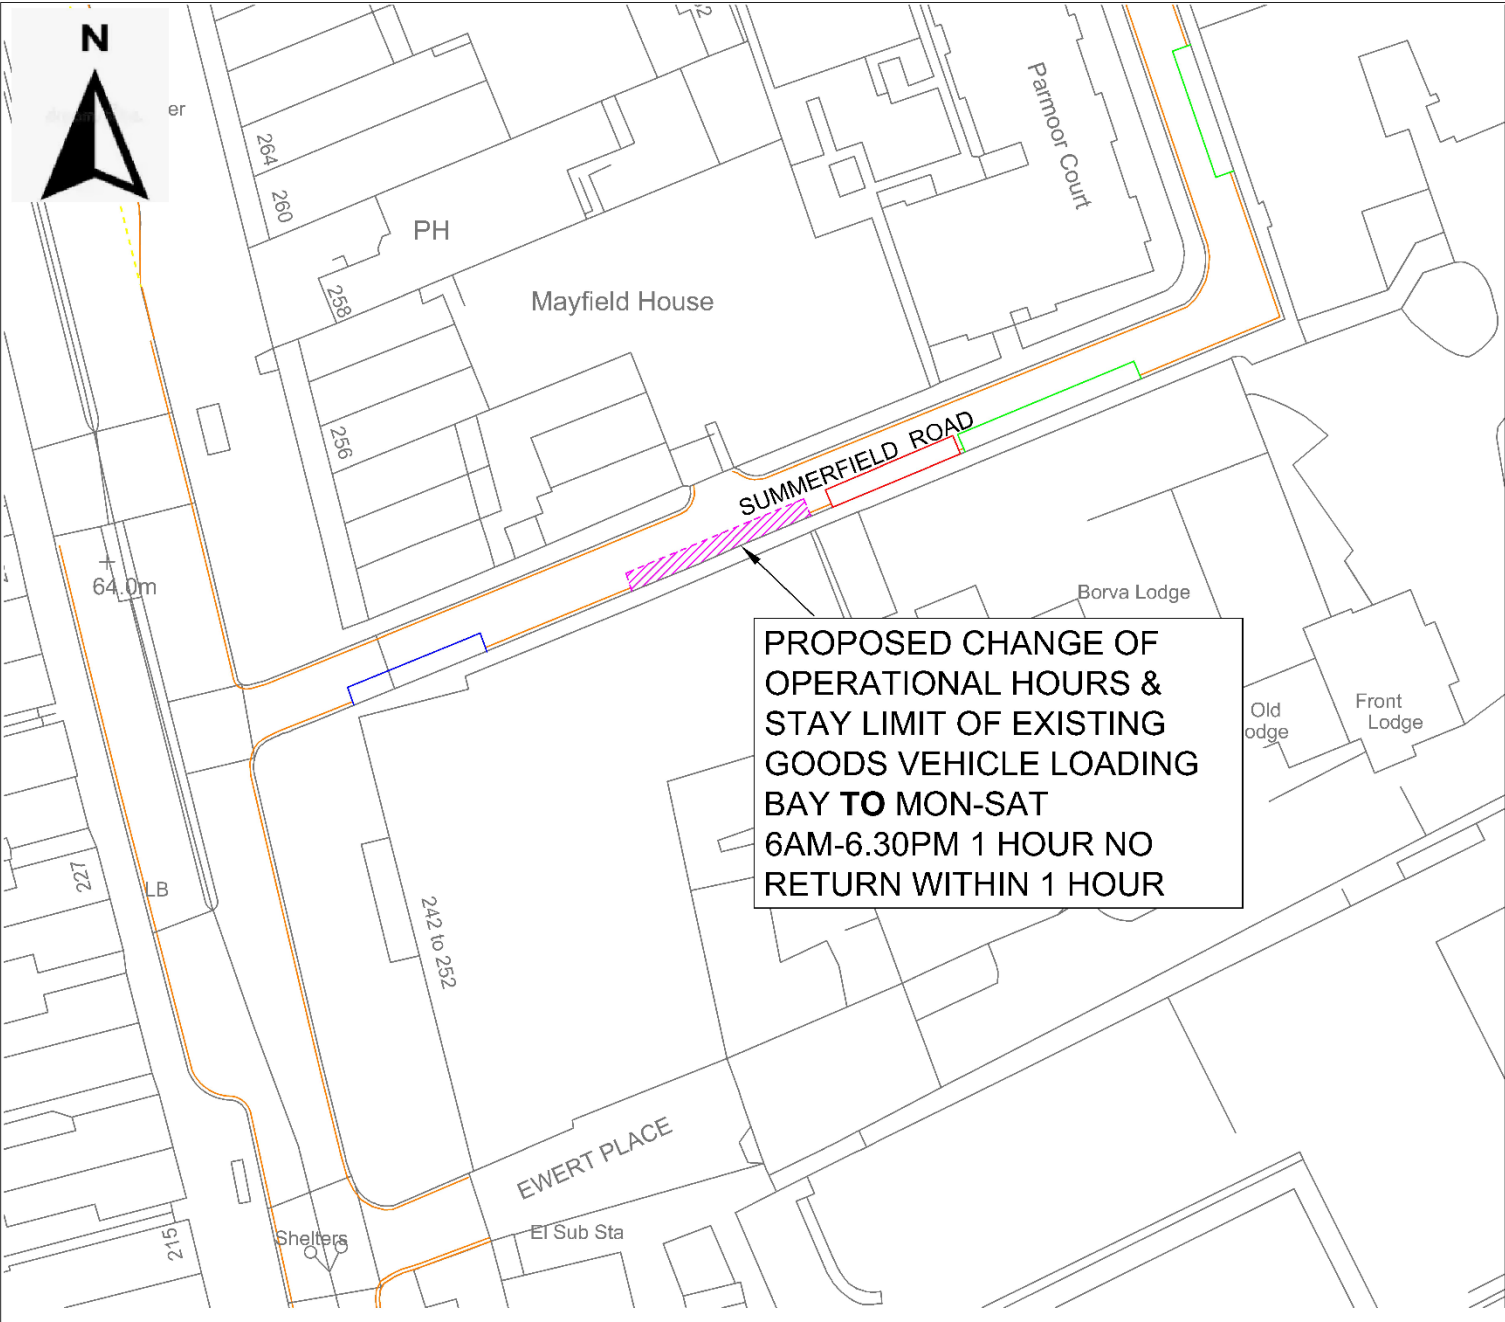 N
er
264
260
PH
258
Mayfield House
256
Parmoor Court
SUMMERFIELD ROAD
64.0m
Borva Lodge
PROPOSED CHANGE OF
OPERATIONAL HOURS &
STAY LIMIT OF EXISTING
GOODS VEHICLE LOADING
BAY TO MON-SAT
6AM-6.30PM 1 HOUR NO
RETURN WITHIN 1 HOUR
Old
odge
Front
Lodge
227
LB
242 to 252
EWERT PLACE
El Sub Sta
Shelters
215